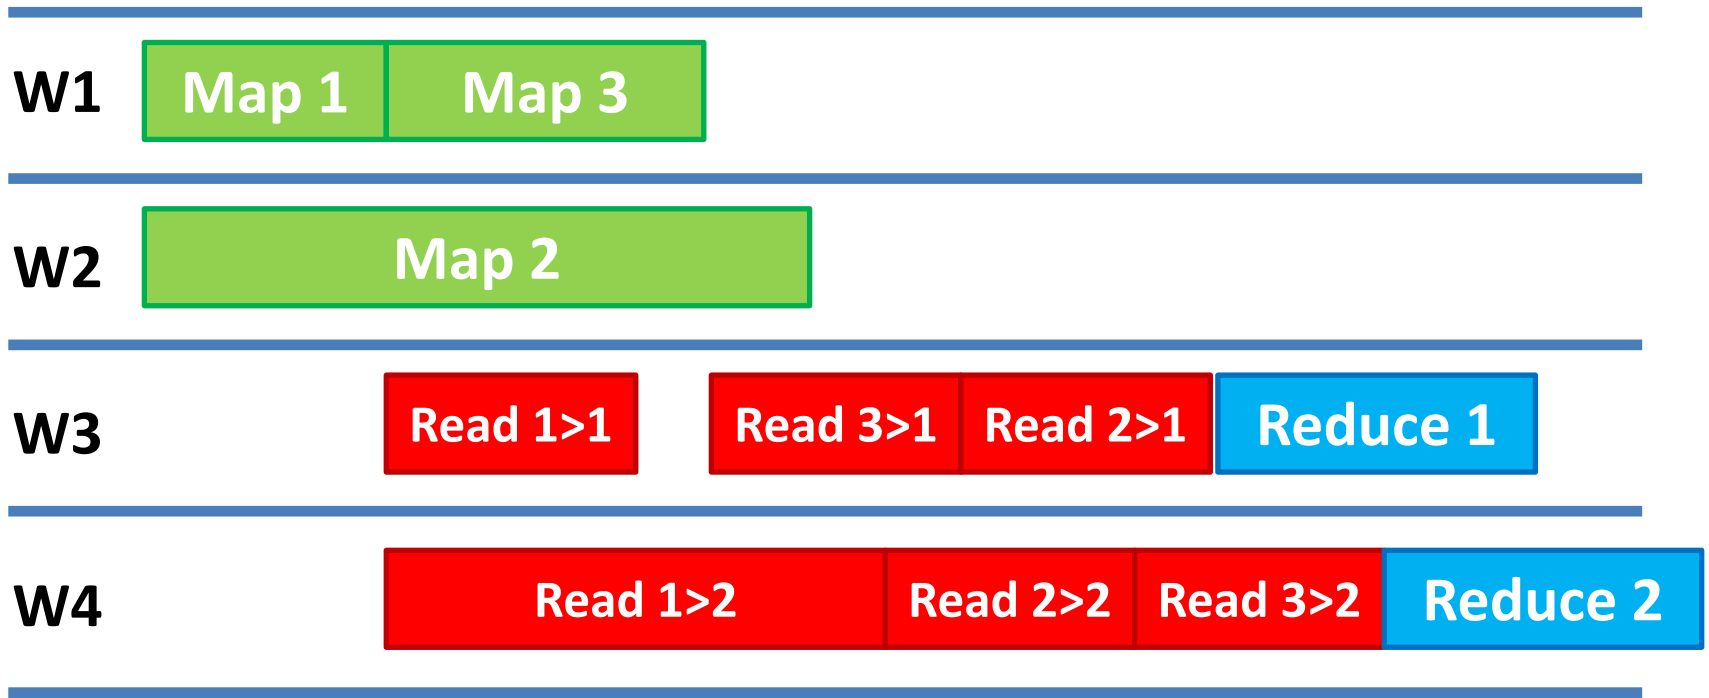 W1 Map 1 Map 3
W2 Map 2
W3 Read 1>1 Read 3>1 Read 2>1 Reduce 1
W4 Read 1>2 Read 2>2 Read 3>2 Reduce 2